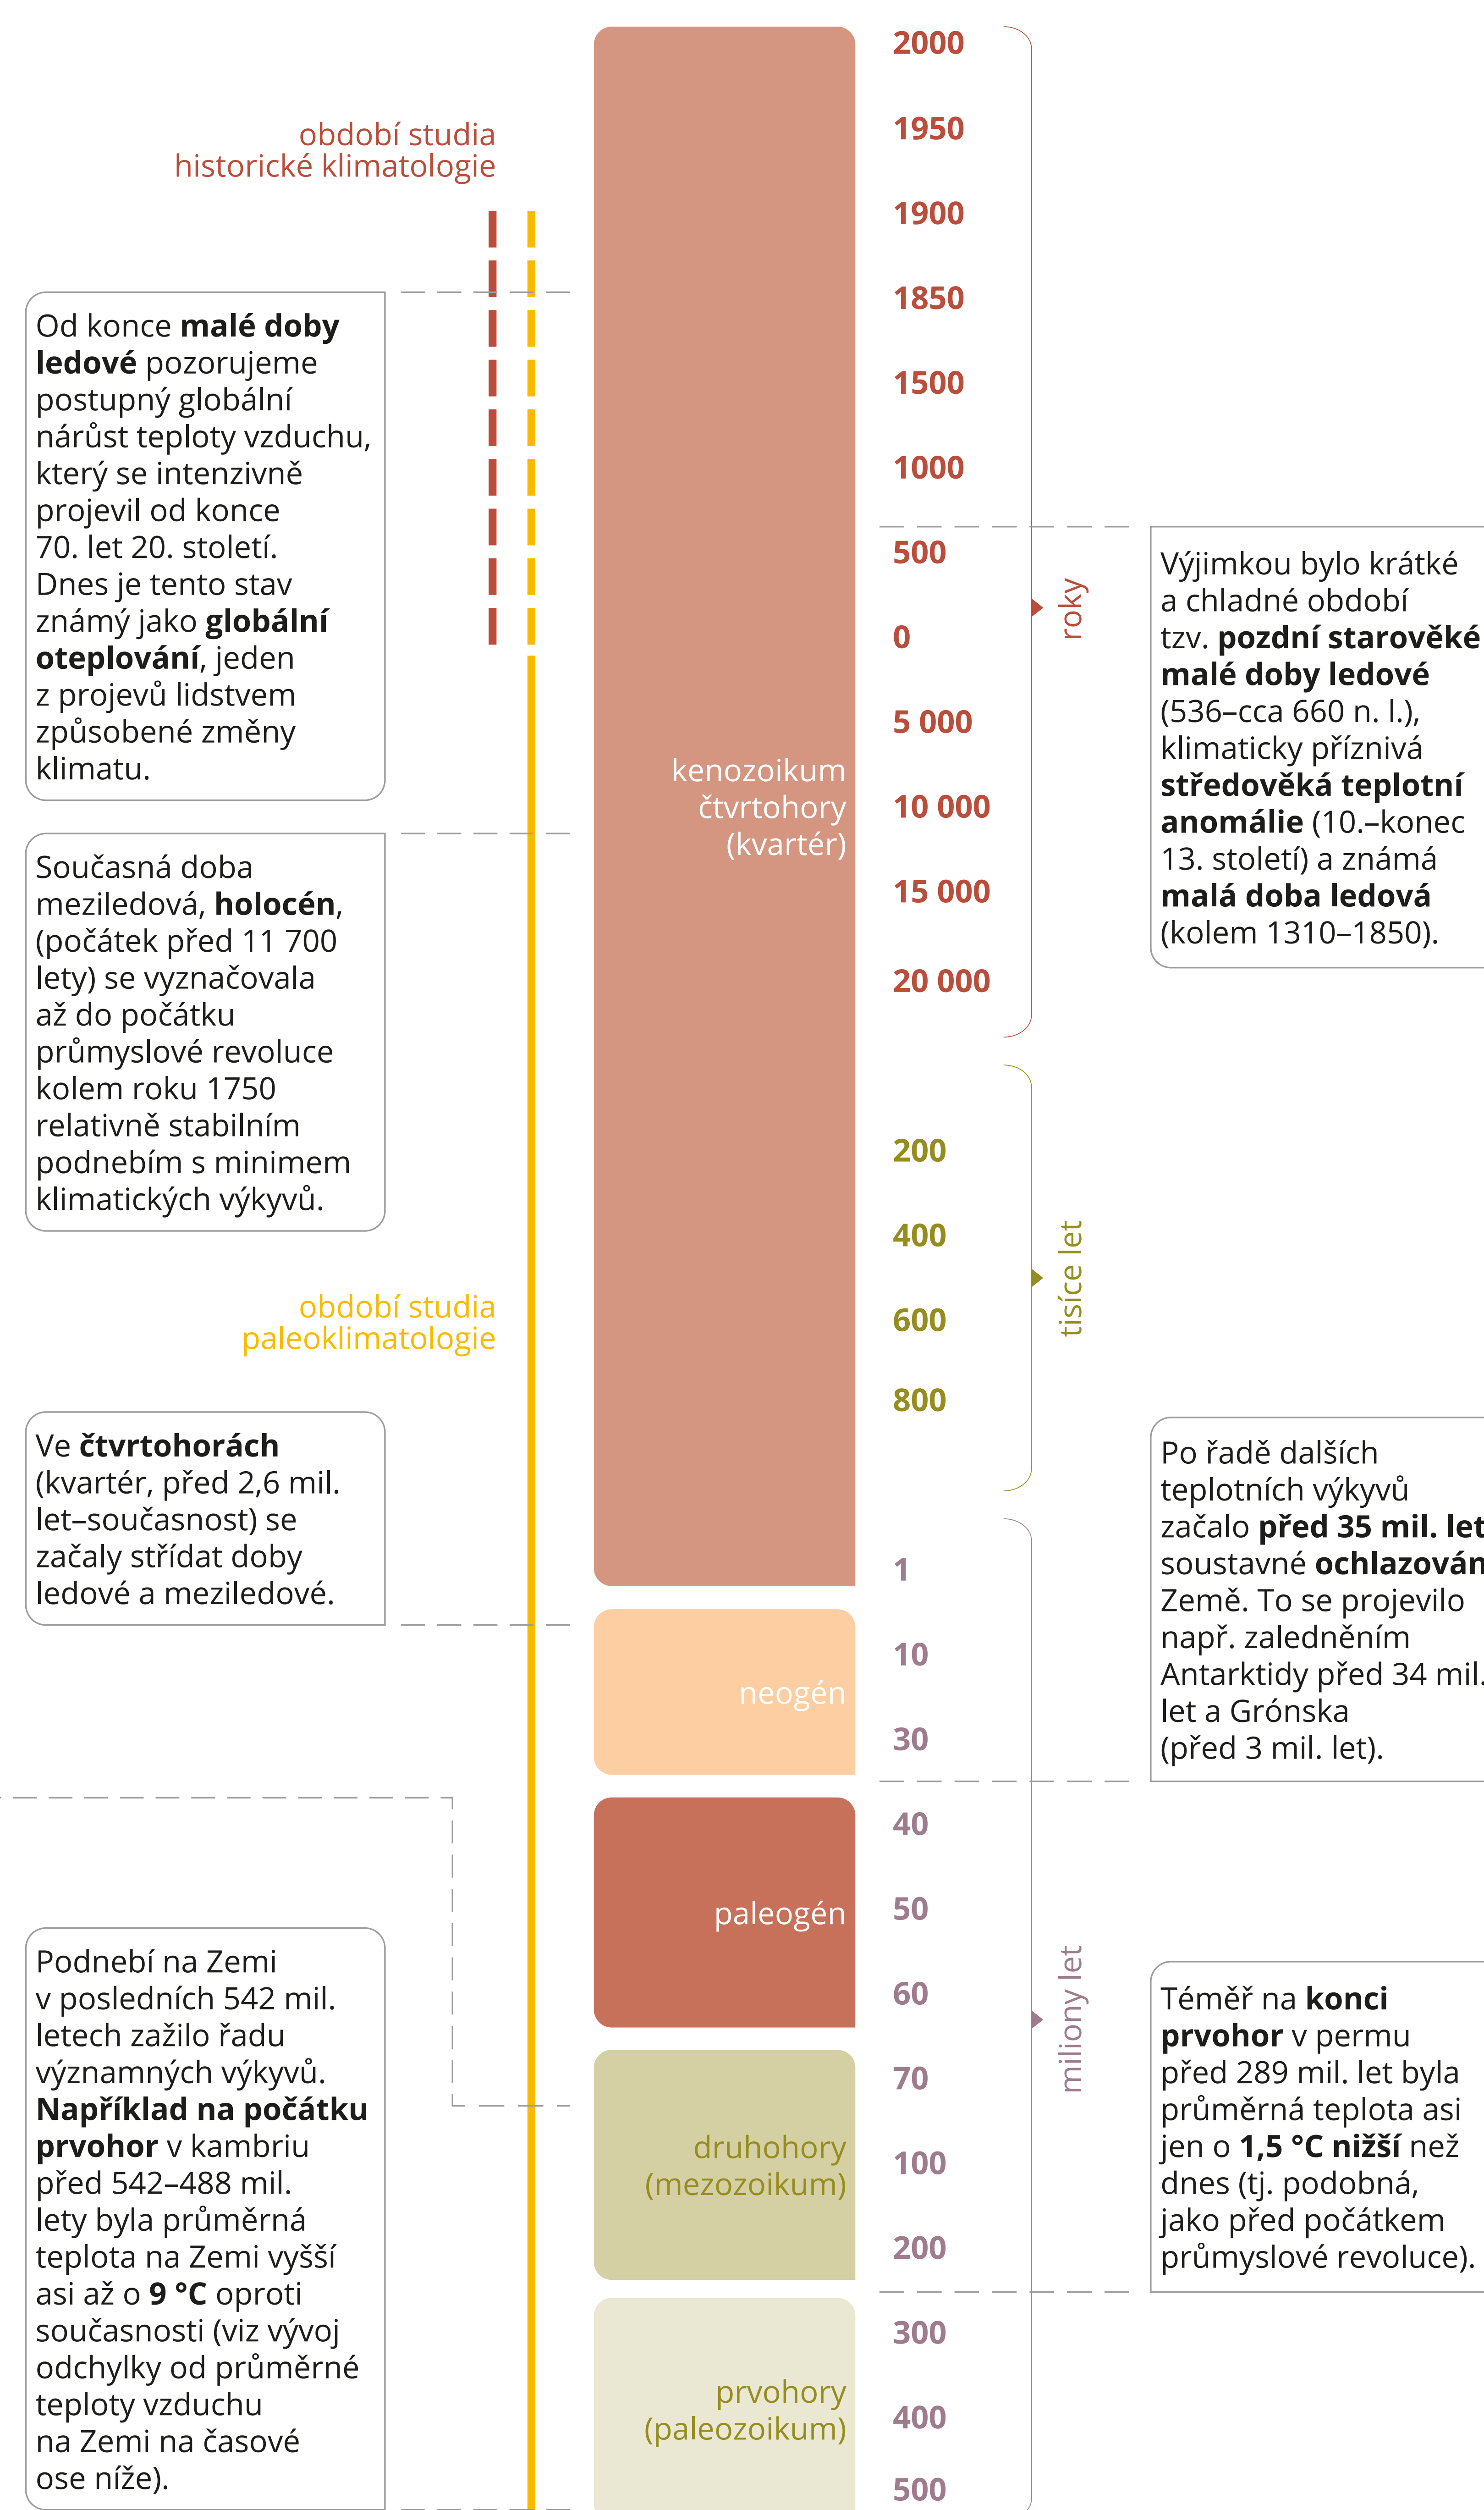 období studia
historické klimatologie
Od konce malé doby
ledové pozorujeme
postupný globální
nárůst teploty vzduchu,
který se intenzivně
projevil od konce
70. let 20. století.
Dnes je tento stav
známý jako globální
oteplování, jeden
z projevů lidstvem
způsobené změny
klimatu.
Současná doba
meziledová, holocén,
(počátek před 11 700
lety) se vyznačovala
až do počátku
průmyslové revoluce
kolem roku 1750
relativně stabilním
podnebím s minimem
klimatických výkyvů.
období studia
paleoklimatologie
Ve čtvrtohorách
(kvartér, před 2,6 mil.
let–současnost) se
začaly střídat doby
ledové a meziledové.
Podnebí na Zemi
v posledních 542 mil.
letech zažilo řadu
významných výkyvů.
Například na počátku
prvohor v kambriu
před 542–488 mil.
lety byla průměrná
teplota na Zemi vyšší
asi až o 9 °C oproti
současnosti (viz vývoj
odchylky od průměrné
teploty vzduchu
na Zemi na časové
ose níže).
kenozoikum
čtvrtohory
(kvartér)
neogén
paleogén
druhohory
(mezozoikum)
prvohory
(paleozoikum)
2000
1950
1900
1850
1500
1000
500
0
5 000
10 000
15 000
20 000
roky
200
400
600
800
tisíce let
1
10
30
40
50
60
70
100
200
300
400
500
miliony let
Výjimkou bylo krátké
a chladné období
tzv. pozdní starověké
malé doby ledové
(536–cca 660 n. l.),
klimaticky příznivá
středověká teplotní
anomálie (10.–konec
13. století) a známá
malá doba ledová
(kolem 1310–1850).
Po řadě dalších
teplotních výkyvů
začalo před 35 mil. let
soustavné ochlazován
Země. To se projevilo
např. zaledněním
Antarktidy před 34 mil.
let a Grónska
(před 3 mil. let).
Téměř na konci
prvohor v permu
před 289 mil. let byla
průměrná teplota asi
jen o 1,5 °C nižší než
dnes (tj. podobná,
jako před počátkem
průmyslové revoluce).